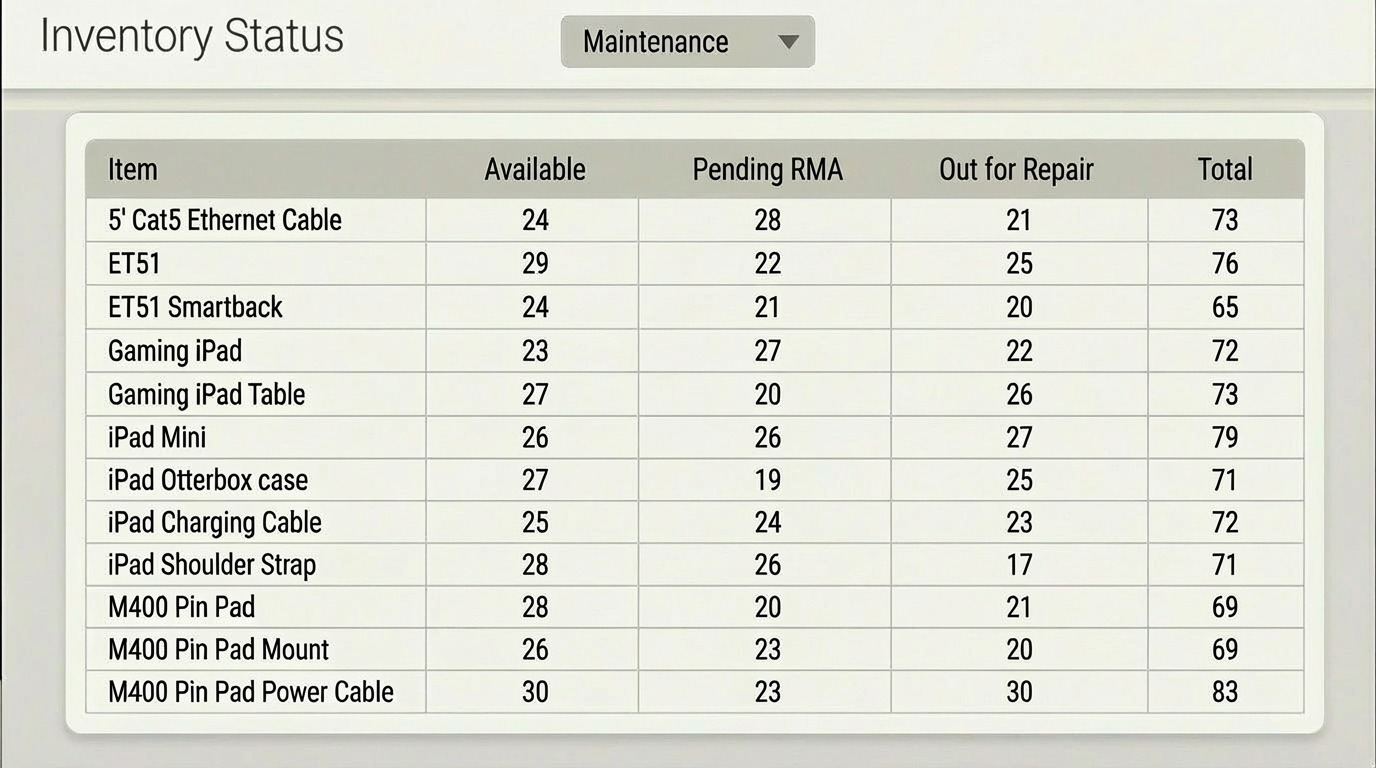 Inventory Status
Maintenance
Item Available Pending RMA Out for Repair Total
5' Cat5 Ethernet Cable 24 28 21 73
ET51 29 22 25 76
ET51 Smartback 24 21 20 65
Gaming iPad 23 27 22 72
Gaming iPad Table 27 20 26 73
iPad Mini 26 26 27 79
iPad Otterbox case 27 19 25 71
iPad Charging Cable 25 24 23 72
iPad Shoulder Strap 28 26 17 71
M400 Pin Pad 28 20 21 69
M400 Pin Pad Mount 26 23 20 69
M400 Pin Pad Power Cable 30 23 30 83